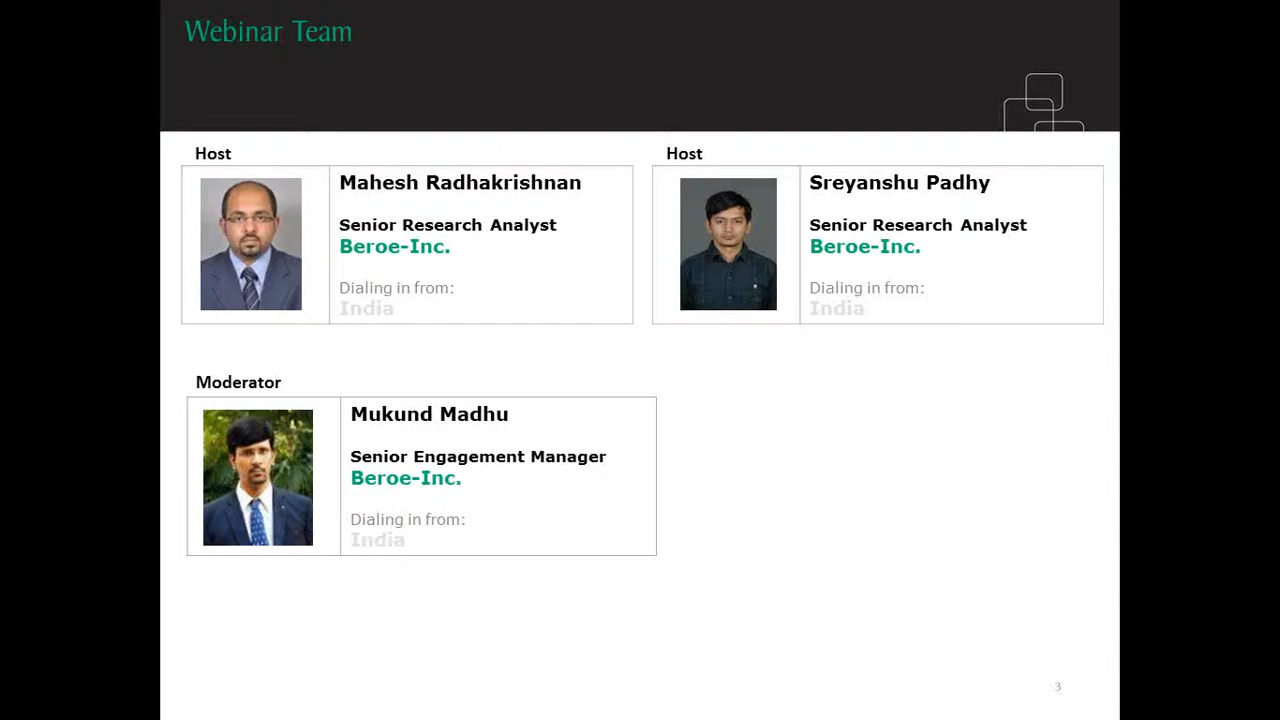 Webinar Team
Host
Mahesh Radhakrishnan
Senior Research Analyst
Beroe-Inc.
Dialing in from:
India
Host
Sreyanshu Padhy
Senior Research Analyst
Beroe-Inc.
Dialing in from:
India
Moderator
Mukund Madhu
Senior Engagement Manager
Beroe-Inc.
Dialing in from:
India
3